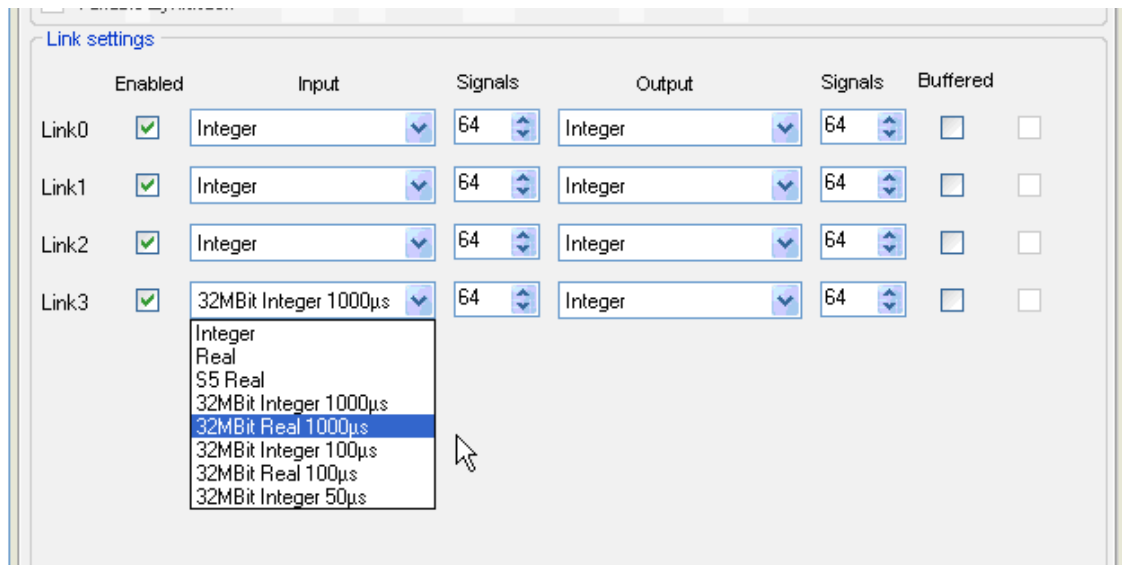 Link settings
Enabled Input Signals Output Signals Buffered
Link0 Integer 64 Integer 64
Link1 Integer 64 Integer 64
Link2 Integer 64 Integer 64
Link3 32MBit Integer 1000µs 64 Integer 64
Integer
Real
S5 Real
32MBit Integer 1000µs
32MBit Real 1000µs
32MBit Integer 100µs
32MBit Real 100µs
32MBit Integer 50µs